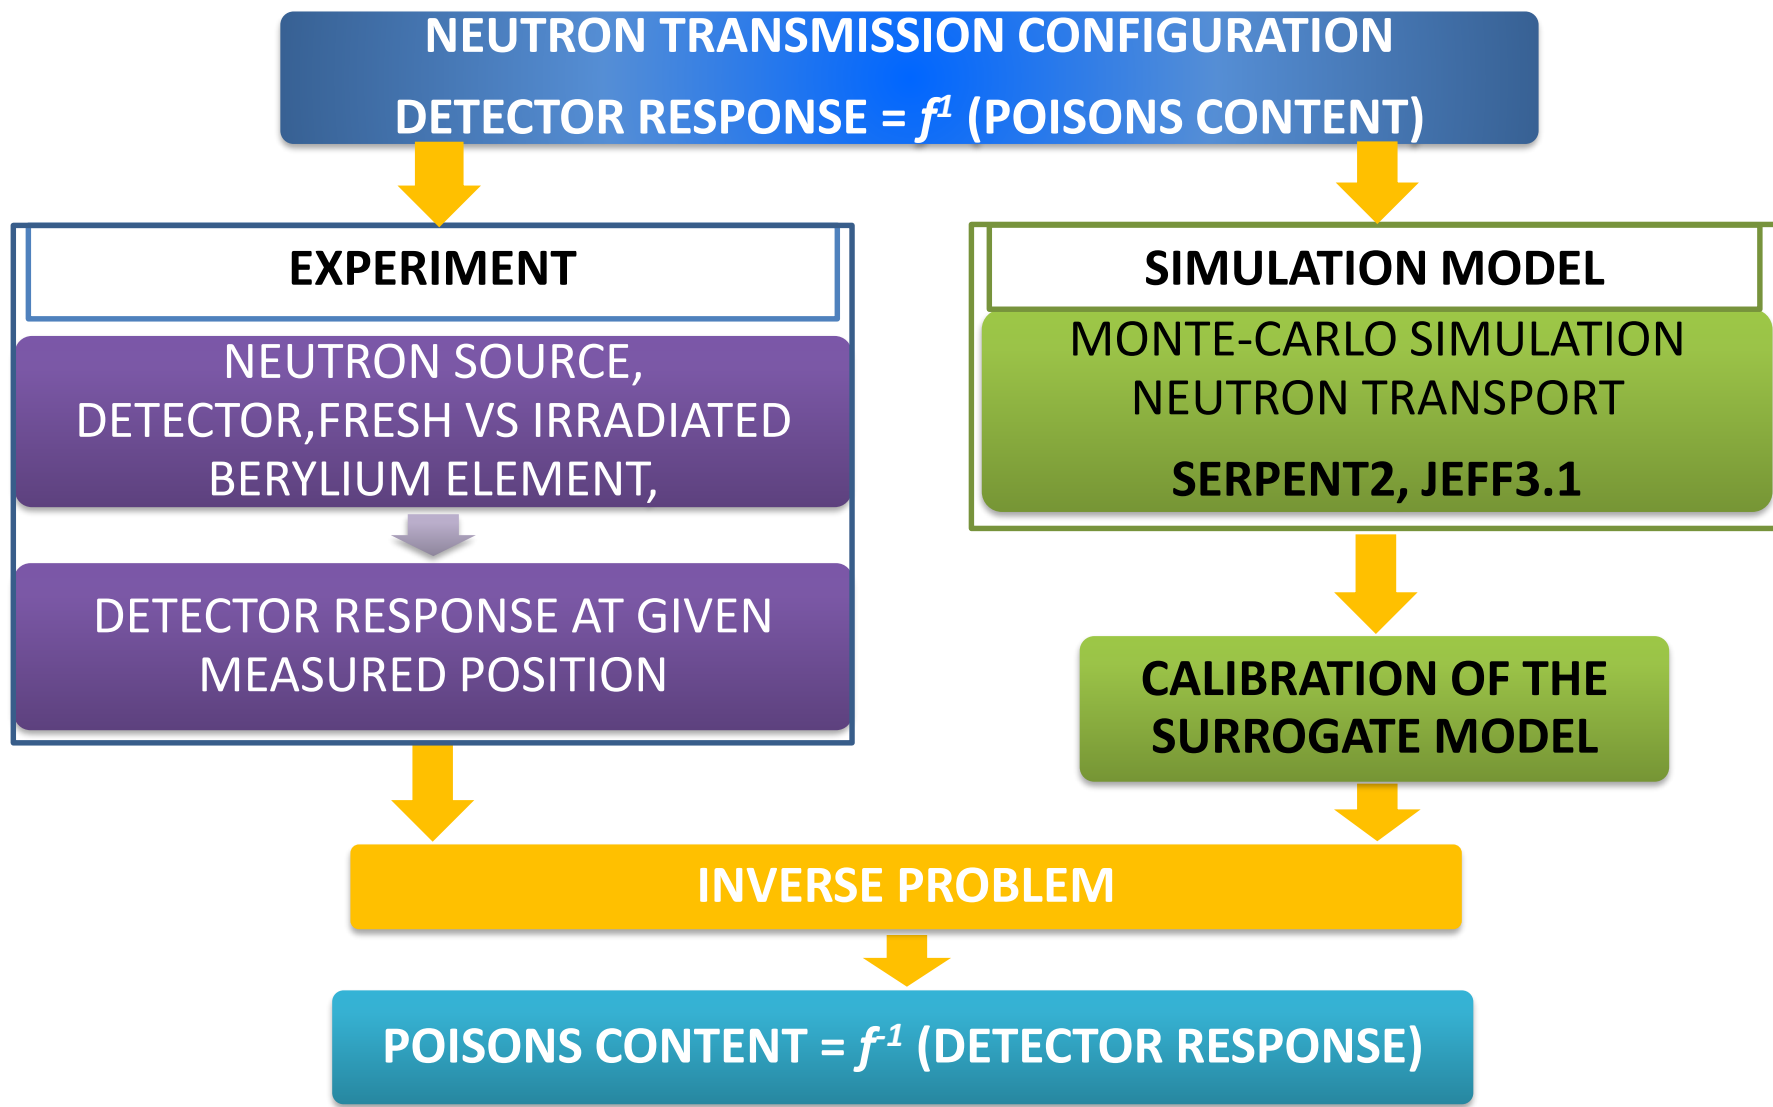 NEUTRON TRANSMISSION CONFIGURATION
DETECTOR RESPONSE = f¹ (POISONS CONTENT)
EXPERIMENT
NEUTRON SOURCE,
DETECTOR,FRESH VS IRRADIATED
BERYLIUM ELEMENT,
DETECTOR RESPONSE AT GIVEN
MEASURED POSITION
SIMULATION MODEL
MONTE-CARLO SIMULATION
NEUTRON TRANSPORT
SERPENT2, JEFF3.1
CALIBRATION OF THE
SURROGATE MODEL
INVERSE PROBLEM
POISONS CONTENT = f⁻¹ (DETECTOR RESPONSE)